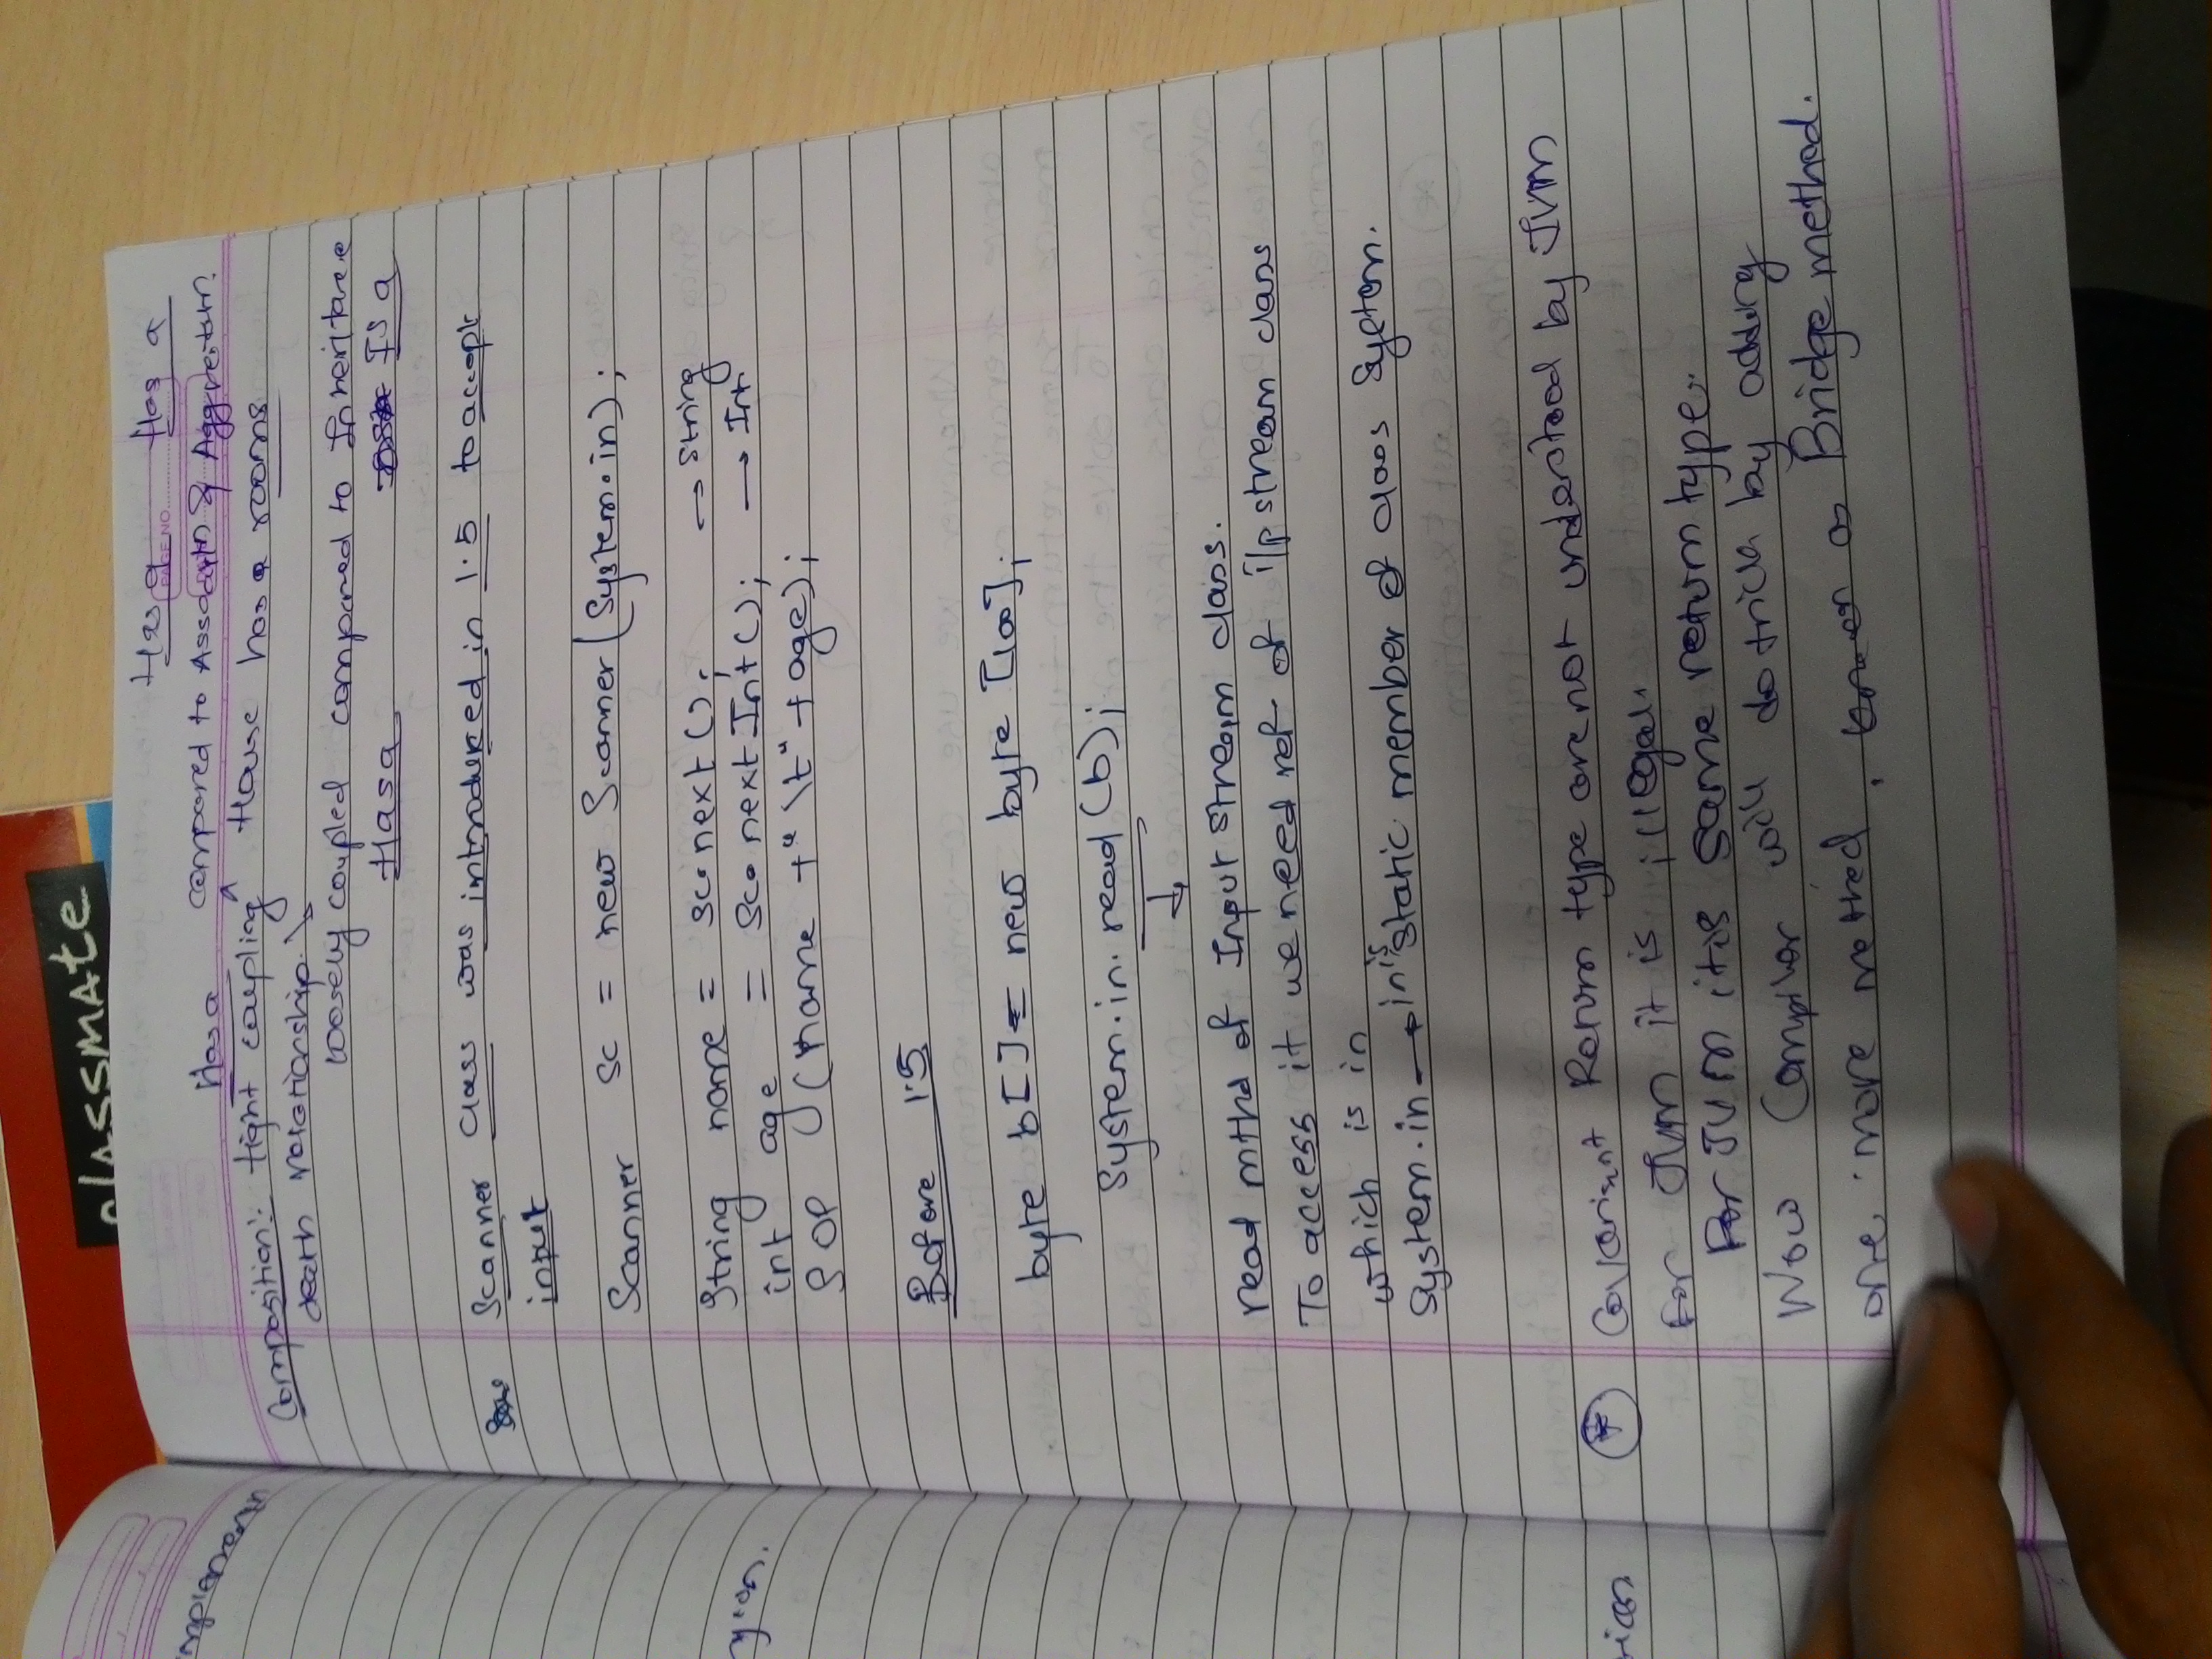 classmate
Has a Has a
PAGE NO.
Has a compared to Association & Aggregation.
Composition:- tight coupling ^ House has a rooms
death relationship.
loosely coupled compared to Inheritance
Has a IS a
Scanner class was introduced in 1.5 to accept
input
Scanner sc = new Scanner(System.in);
String name = sc.next(); → String
int age = sc.nextInt(); → Int
SOP (name + "\t" + age);
Before 1.5
byte b[] = new byte [100];
System.in.read(b);
read mthd of Input Stream class.
To access it we need ref of i/p stream class
which is in
System.in → in is static member of class System.
Covariant Return type are not understood by JVM
For JVM it is illegal.
For JVM it is same return type.
Now Compiler will do trick by adding
one more method, known as Bridge method.